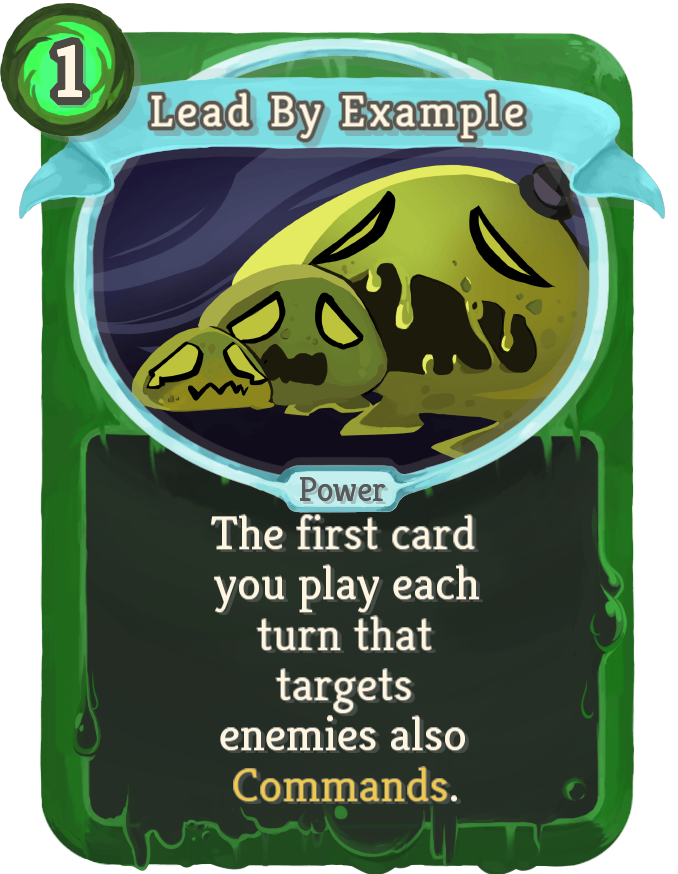 1
Lead By Example
Power
The first card
you play each
turn that
targets
enemies also
Commands.